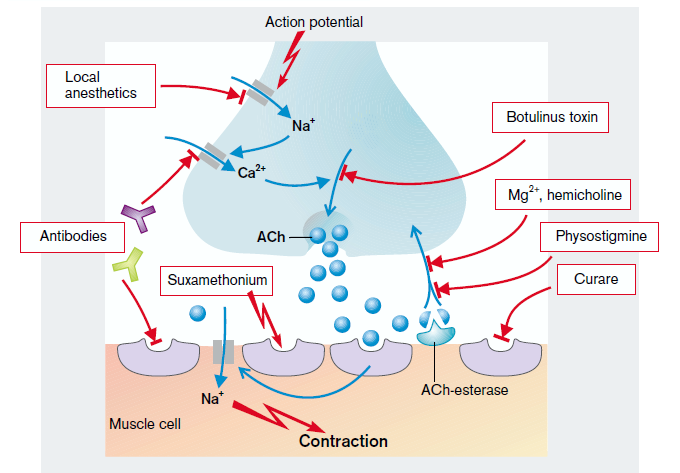 Action potential
Local
anesthetics
Na+
Botulinus toxin
Ca2+
Mg2+, hemicholine
Antibodies
ACh
Physostigmine
Suxamethonium
Curare
ACh-esterase
Na+
Muscle cell
Contraction